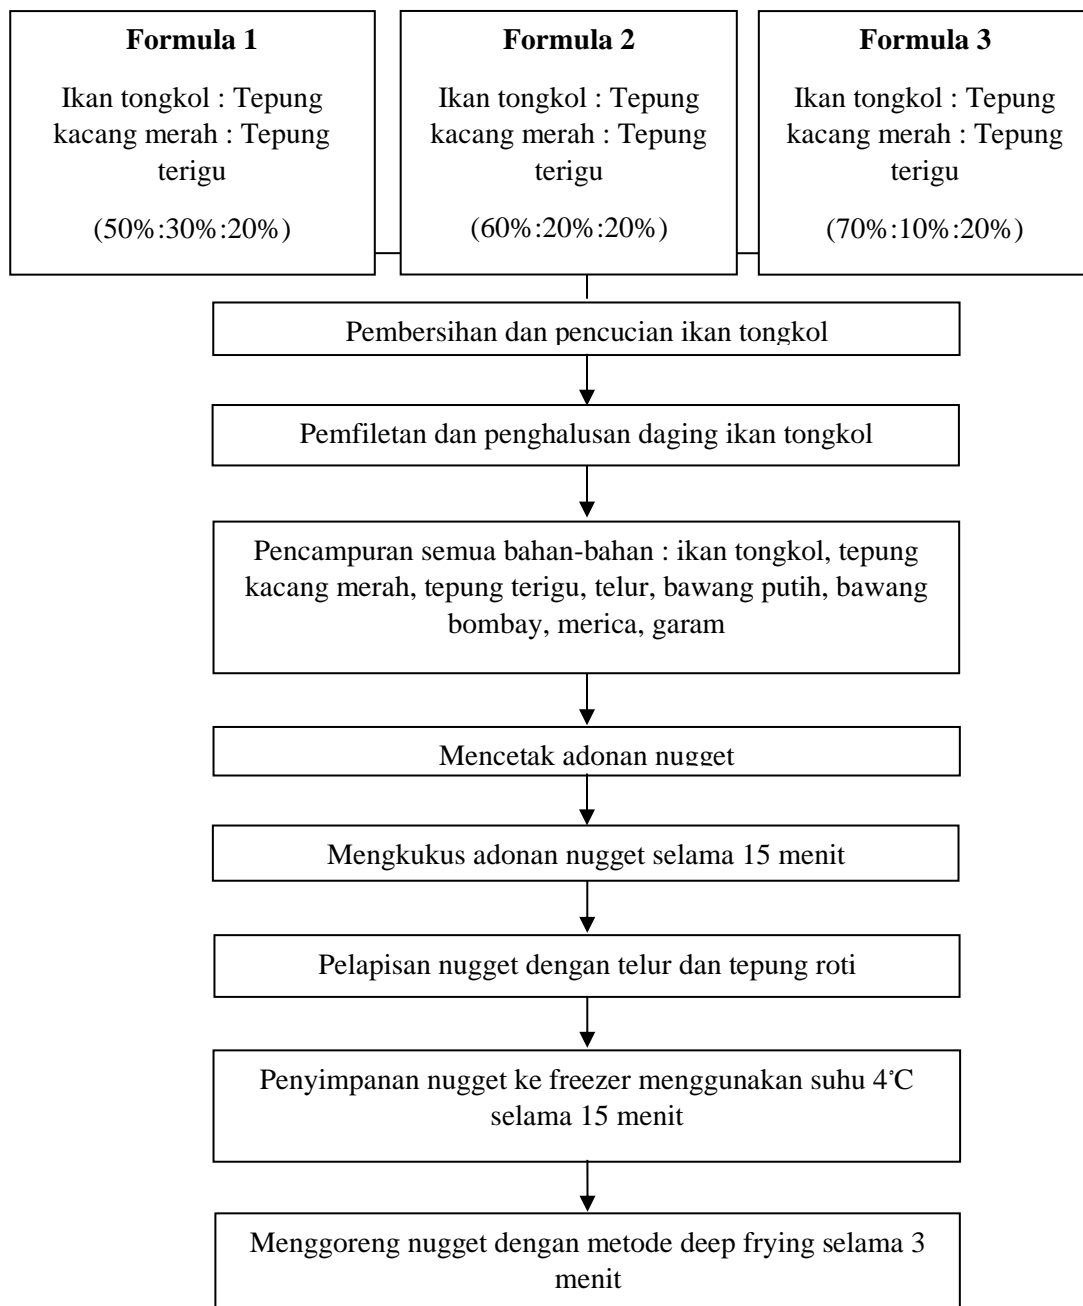 Formula 1
Ikan tongkol : Tepung
kacang merah : Tepung
terigu
(50%:30%:20%)
Formula 2
Ikan tongkol : Tepung
kacang merah : Tepung
terigu
(60%:20%:20%)
Formula 3
Ikan tongkol : Tepung
kacang merah : Tepung
terigu
(70%:10%:20%)
Pembersihan dan pencucian ikan tongkol
Pemfiletan dan penghalusan daging ikan tongkol
Pencampuran semua bahan-bahan : ikan tongkol, tepung
kacang merah, tepung terigu, telur, bawang putih, bawang
bombay, merica, garam
Mencetak adonan nugget
Mengkukus adonan nugget selama 15 menit
Pelapisan nugget dengan telur dan tepung roti
Penyimpanan nugget ke freezer menggunakan suhu 4°C
selama 15 menit
Menggoreng nugget dengan metode deep frying selama 3
menit